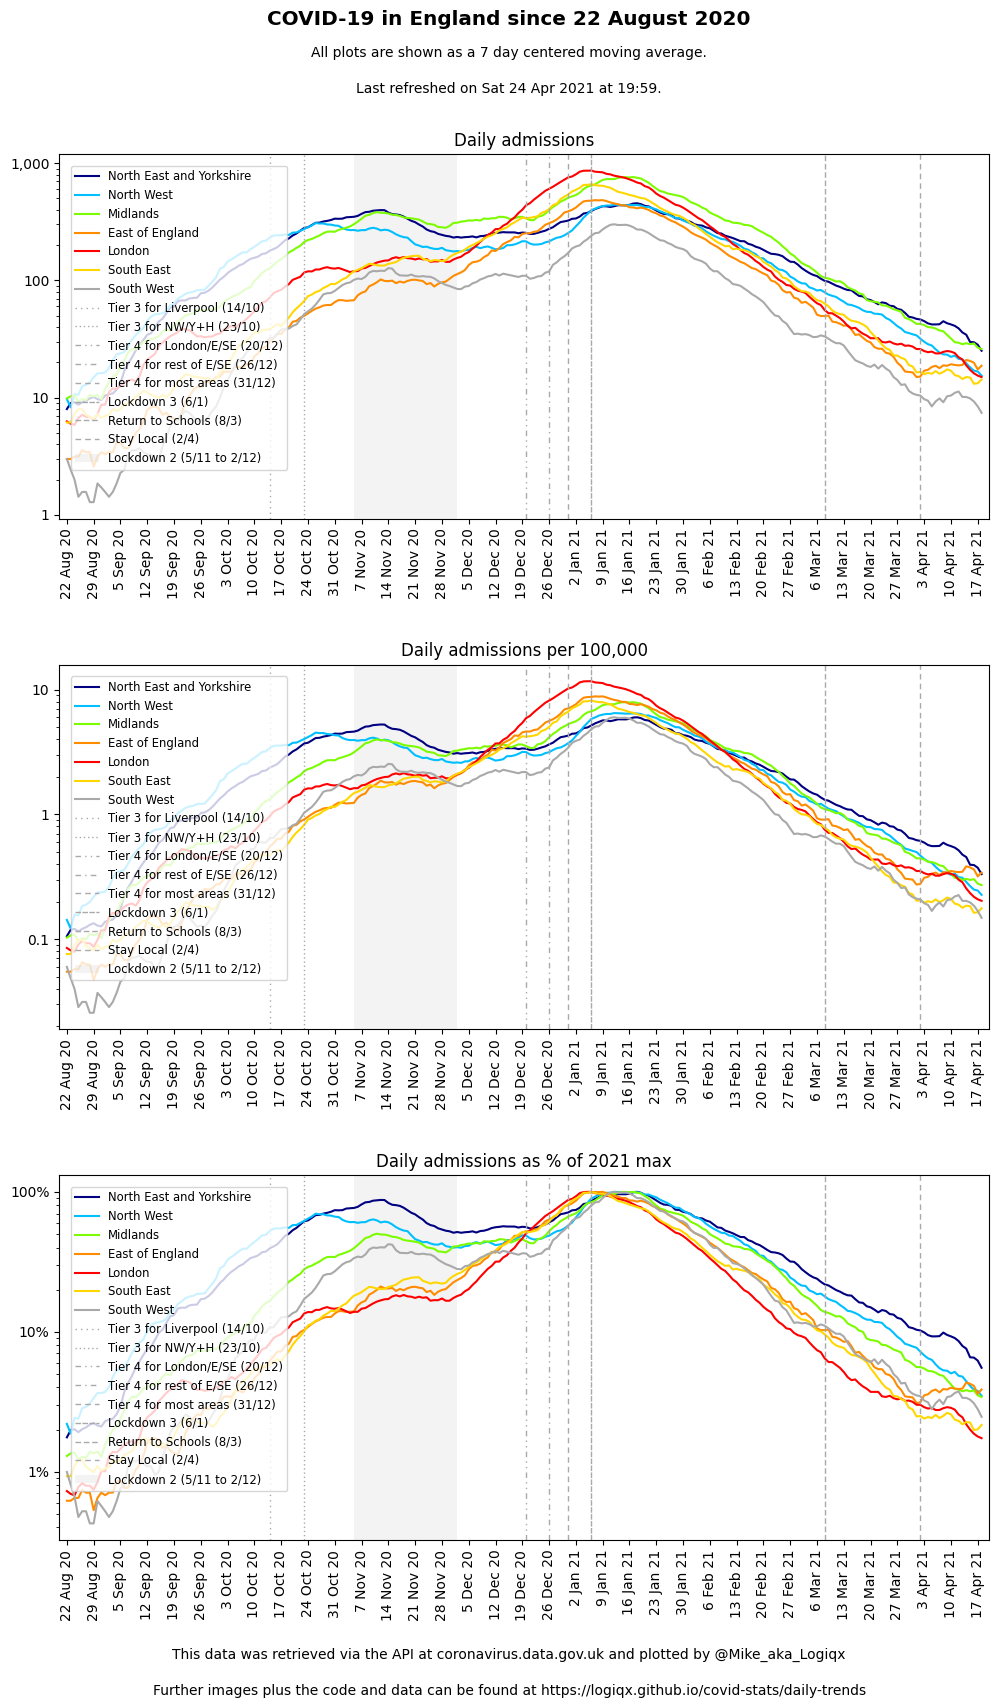 COVID-19 in England since 22 August 2020
All plots are shown as a 7 day centered moving average.
Last refreshed on Sat 24 Apr 2021 at 19:59.
Daily admissions
1,000
100
10
1
North East and Yorkshire
North West
Midlands
East of England
London
South East
South West
Tier 3 for Liverpool (14/10)
Tier 3 for NW/Y+H (23/10)
Tier 4 for London/E/SE (20/12)
Tier 4 for rest of E/SE (26/12)
Tier 4 for most areas (31/12)
Lockdown 3 (6/1)
Return to Schools (8/3)
Stay Local (2/4)
Lockdown 2 (5/11 to 2/12)
22 Aug 20
29 Aug 20
5 Sep 20
12 Sep 20
19 Sep 20
26 Sep 20
3 Oct 20
10 Oct 20
17 Oct 20
24 Oct 20
31 Oct 20
7 Nov 20
14 Nov 20
21 Nov 20
28 Nov 20
5 Dec 20
12 Dec 20
19 Dec 20
26 Dec 20
2 Jan 21
9 Jan 21
16 Jan 21
23 Jan 21
30 Jan 21
6 Feb 21
13 Feb 21
20 Feb 21
27 Feb 21
6 Mar 21
13 Mar 21
20 Mar 21
27 Mar 21
3 Apr 21
10 Apr 21
17 Apr 21
Daily admissions per 100,000
10
1
0.1
North East and Yorkshire
North West
Midlands
East of England
London
South East
South West
Tier 3 for Liverpool (14/10)
Tier 3 for NW/Y+H (23/10)
Tier 4 for London/E/SE (20/12)
Tier 4 for rest of E/SE (26/12)
Tier 4 for most areas (31/12)
Lockdown 3 (6/1)
Return to Schools (8/3)
Stay Local (2/4)
Lockdown 2 (5/11 to 2/12)
22 Aug 20
29 Aug 20
5 Sep 20
12 Sep 20
19 Sep 20
26 Sep 20
3 Oct 20
10 Oct 20
17 Oct 20
24 Oct 20
31 Oct 20
7 Nov 20
14 Nov 20
21 Nov 20
28 Nov 20
5 Dec 20
12 Dec 20
19 Dec 20
26 Dec 20
2 Jan 21
9 Jan 21
16 Jan 21
23 Jan 21
30 Jan 21
6 Feb 21
13 Feb 21
20 Feb 21
27 Feb 21
6 Mar 21
13 Mar 21
20 Mar 21
27 Mar 21
3 Apr 21
10 Apr 21
17 Apr 21
Daily admissions as % of 2021 max
100%
10%
1%
North East and Yorkshire
North West
Midlands
East of England
London
South East
South West
Tier 3 for Liverpool (14/10)
Tier 3 for NW/Y+H (23/10)
Tier 4 for London/E/SE (20/12)
Tier 4 for rest of E/SE (26/12)
Tier 4 for most areas (31/12)
Lockdown 3 (6/1)
Return to Schools (8/3)
Stay Local (2/4)
Lockdown 2 (5/11 to 2/12)
22 Aug 20
29 Aug 20
5 Sep 20
12 Sep 20
19 Sep 20
26 Sep 20
3 Oct 20
10 Oct 20
17 Oct 20
24 Oct 20
31 Oct 20
7 Nov 20
14 Nov 20
21 Nov 20
28 Nov 20
5 Dec 20
12 Dec 20
19 Dec 20
26 Dec 20
2 Jan 21
9 Jan 21
16 Jan 21
23 Jan 21
30 Jan 21
6 Feb 21
13 Feb 21
20 Feb 21
27 Feb 21
6 Mar 21
13 Mar 21
20 Mar 21
27 Mar 21
3 Apr 21
10 Apr 21
17 Apr 21
This data was retrieved via the API at coronavirus.data.gov.uk and plotted by @Mike_aka_Logiqx
Further images plus the code and data can be found at https://logiqx.github.io/covid-stats/daily-trends